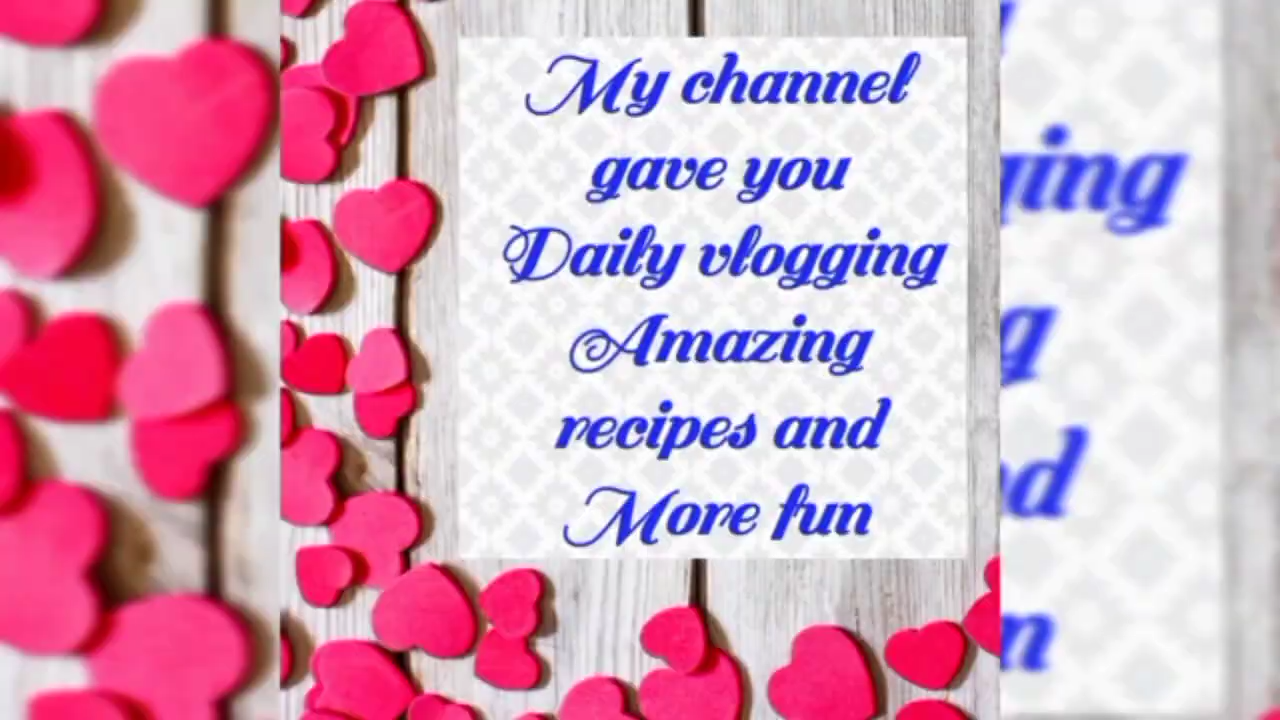 My channel
gave you
Daily vlogging
Amazing
recipes and
More fun